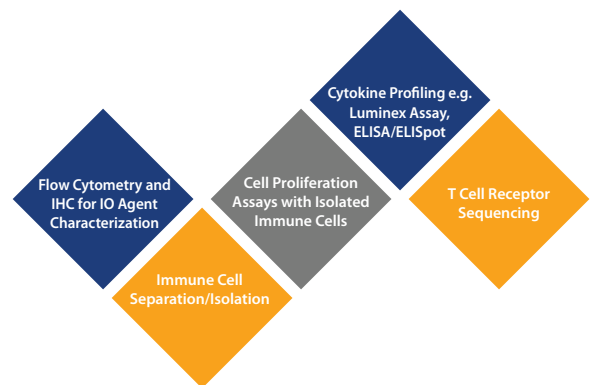 Flow Cytometry and
IHC for IO Agent
Characterization
Immune Cell
Separation/Isolation
Cell Proliferation
Assays with Isolated
Immune Cells
Cytokine Profiling e.g.
Luminex Assay,
ELISA/ELISpot
T Cell Receptor
Sequencing